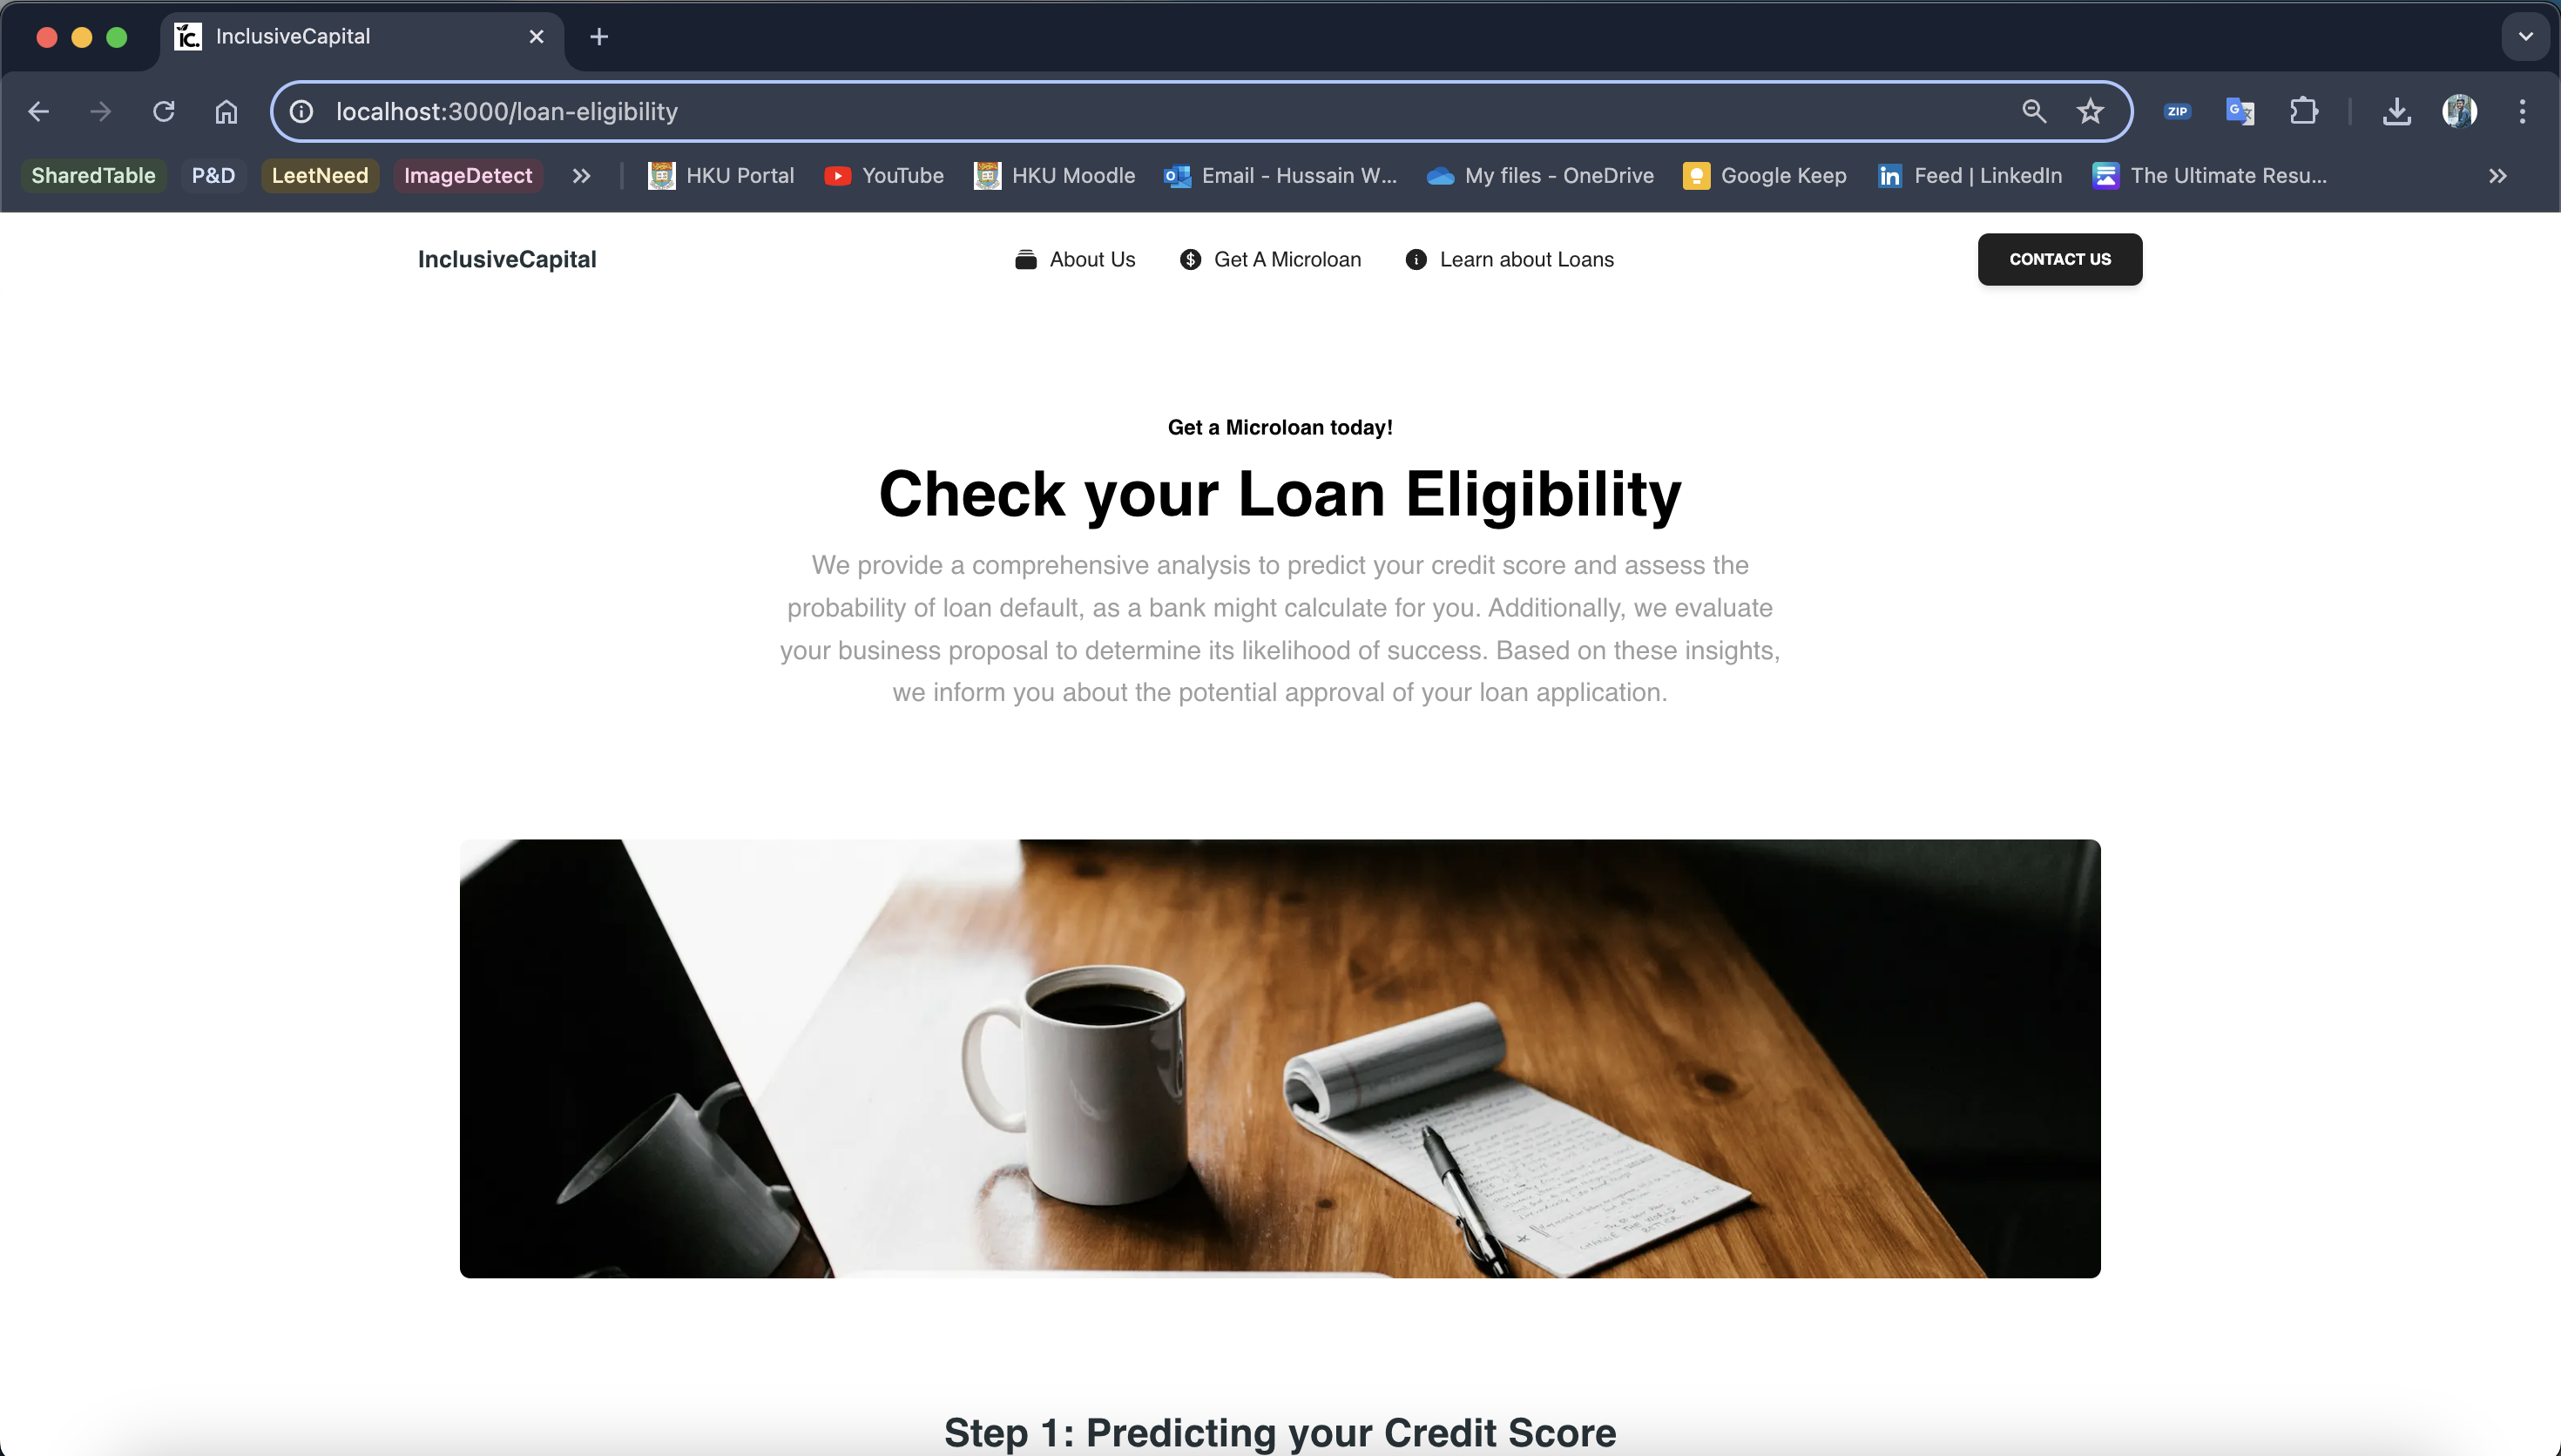 iC. InclusiveCapital
localhost:3000/loan-eligibility
ZIP
G
SharedTable P&D LeetNeed ImageDetect HKU Portal YouTube HKU Moodle Email - Hussain W... My files - OneDrive Google Keep Feed | LinkedIn The Ultimate Resu...
InclusiveCapital About Us Get A Microloan Learn about Loans CONTACT US
Get a Microloan today!
Check your Loan Eligibility
We provide a comprehensive analysis to predict your credit score and assess the
probability of loan default, as a bank might calculate for you. Additionally, we evaluate
your business proposal to determine its likelihood of success. Based on these insights,
we inform you about the potential approval of your loan application.
Step 1: Predicting your Credit Score